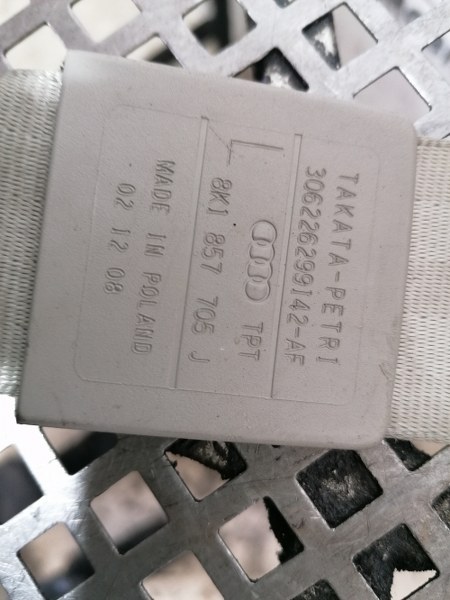 TAKATA-PETRI
306226299142-AF
TPT
L 8K1 857 705 J
MADE IN POLAND
02 12 08